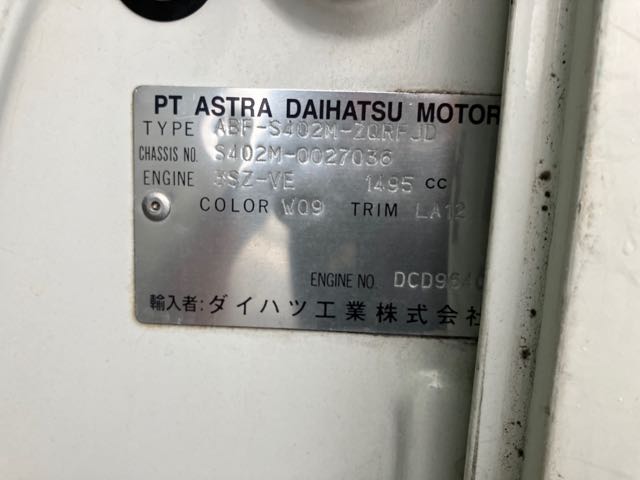 PT ASTRA DAIHATSU MOTOR
TYPE ABF-S402M-ZQRFJD
CHASSIS NO. S402M-0027036
ENGINE 3SZ-VE 1495 CC
COLOR W09 TRIM LA12
ENGINE NO. DCD9540
輸入者:ダイハツ工業株式会社